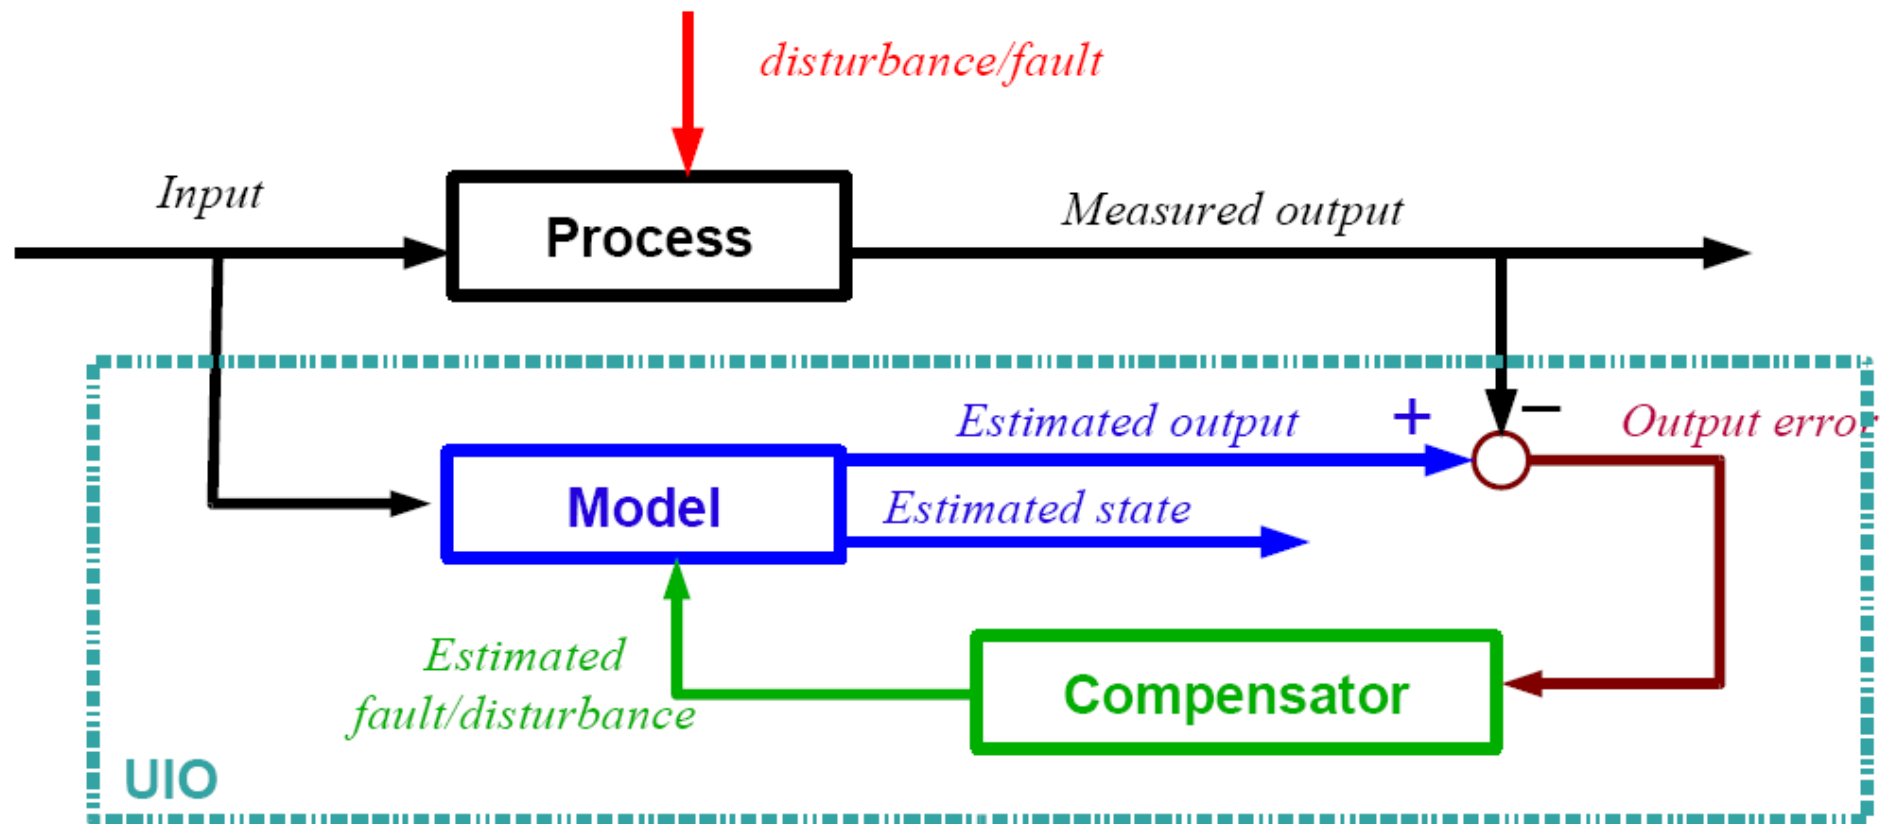 disturbance/fault
Input
Process
Measured output
Estimated output
+
−
Output error
Model
Estimated state
Estimated
fault/disturbance
Compensator
UIO